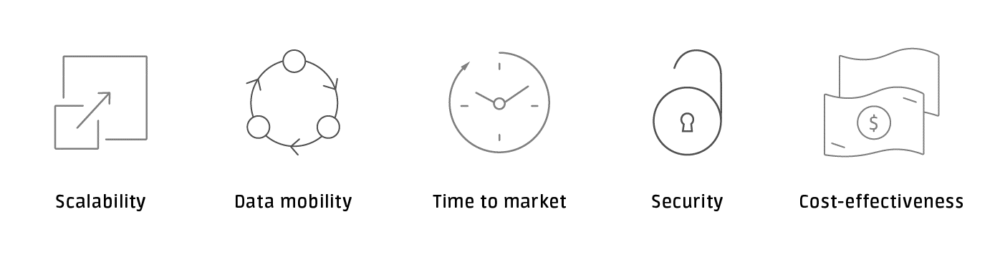 $
Scalability
Data mobility
Time to market
Security
Cost-effectiveness